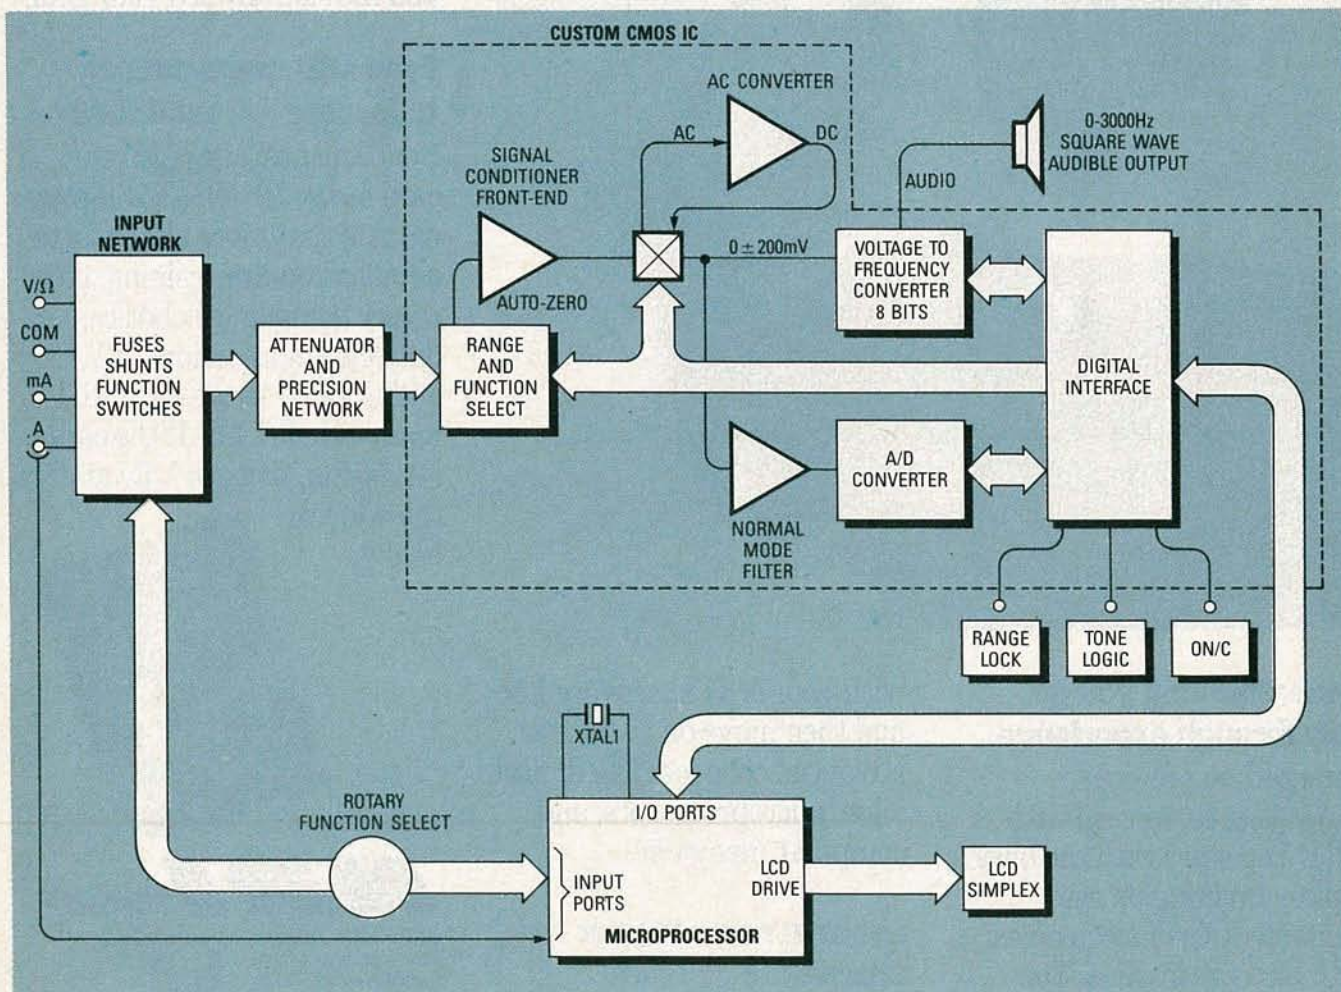 CUSTOM CMOS IC
AC CONVERTER
AC
DC
0-3000Hz
SQUARE WAVE
AUDIBLE OUTPUT
SIGNAL
CONDITIONER
FRONT-END
AUDIO
INPUT
NETWORK
AUTO-ZERO
0 ± 200mV
VOLTAGE TO
FREQUENCY
CONVERTER
8 BITS
V/Ω
COM
mA
A
FUSES
SHUNTS
FUNCTION
SWITCHES
ATTENUATOR
AND
PRECISION
NETWORK
RANGE
AND
FUNCTION
SELECT
DIGITAL
INTERFACE
A/D
CONVERTER
NORMAL
MODE
FILTER
RANGE
LOCK
TONE
LOGIC
ON/C
XTAL1
ROTARY
FUNCTION SELECT
I/O PORTS
INPUT
PORTS
LCD
DRIVE
MICROPROCESSOR
LCD
SIMPLEX